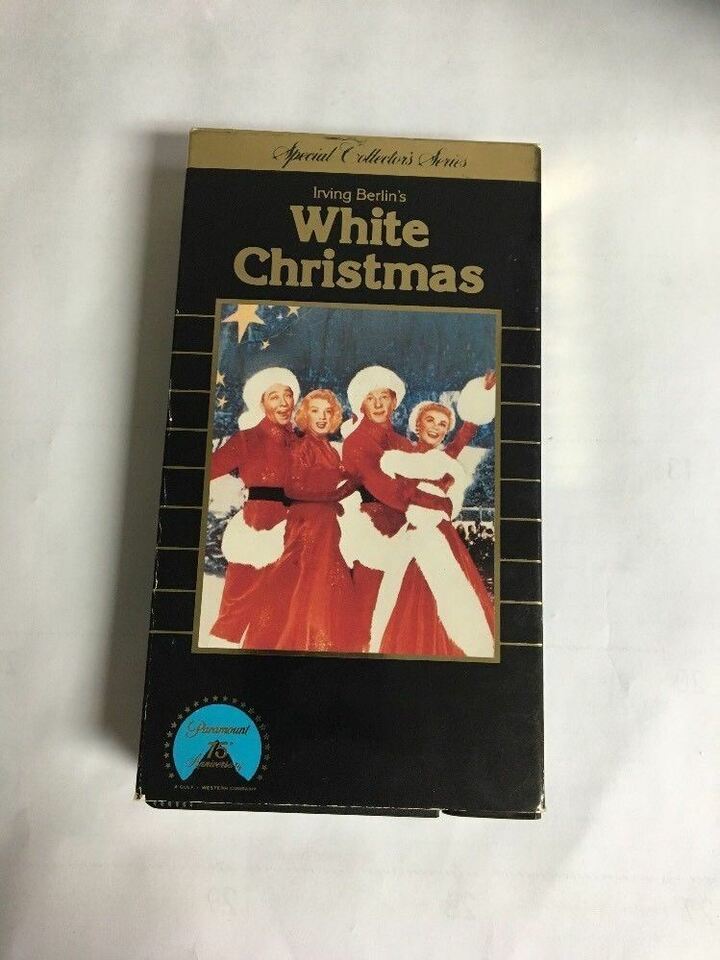 Special Collector's Series
Irving Berlin's
White
Christmas
Paramount
75th
Anniversary
A GULF + WESTERN COMPANY